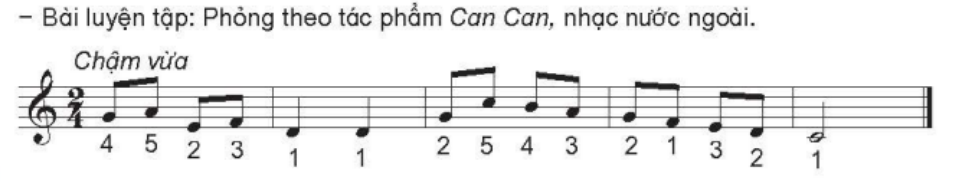 – Bài luyện tập: Phỏng theo tác phẩm Can Can, nhạc nước ngoài.
Chậm vừa
2
4
4 5 2 3 1 1 2 5 4 3 2 1 3 2 1